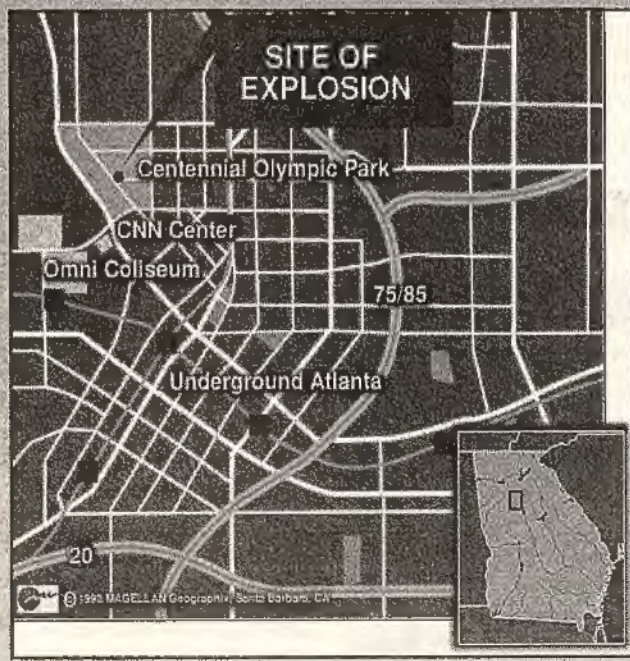 SITE OF
EXPLOSION
Centennial Olympic Park
CNN Center
Omni Coliseum
75/85
Underground Atlanta
20
MAGELLAN Geographix, Santa Barbara, CA